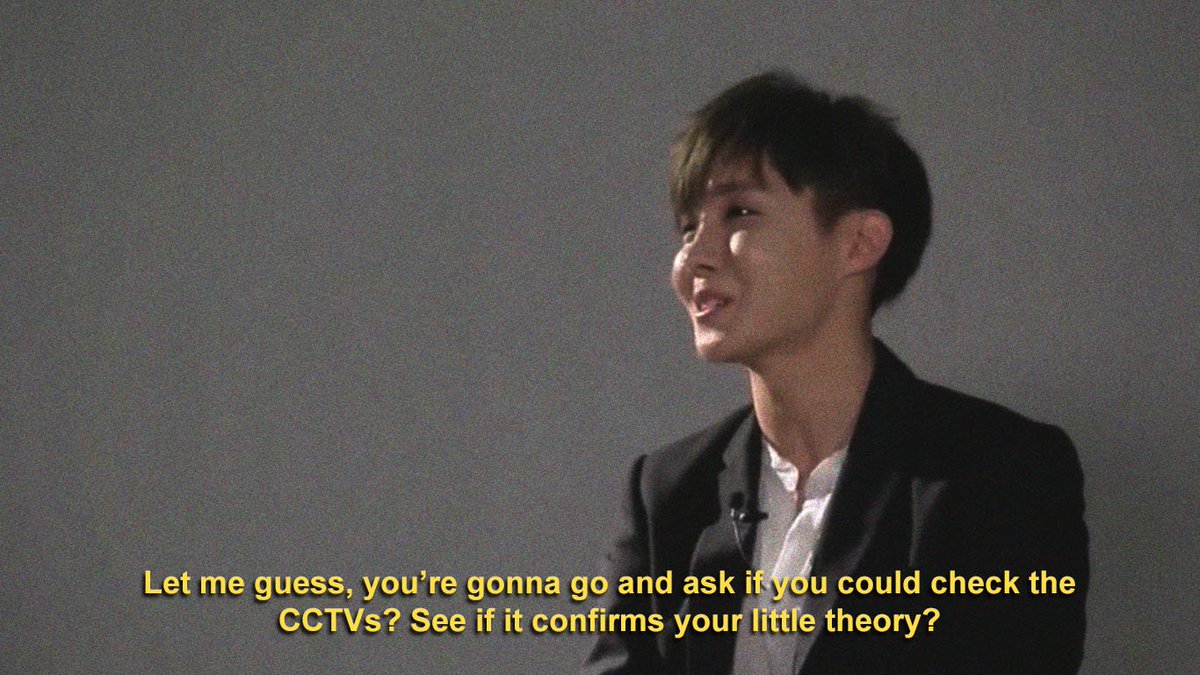 Let me guess, you’re gonna go and ask if you could check the
CCTVs? See if it confirms your little theory?